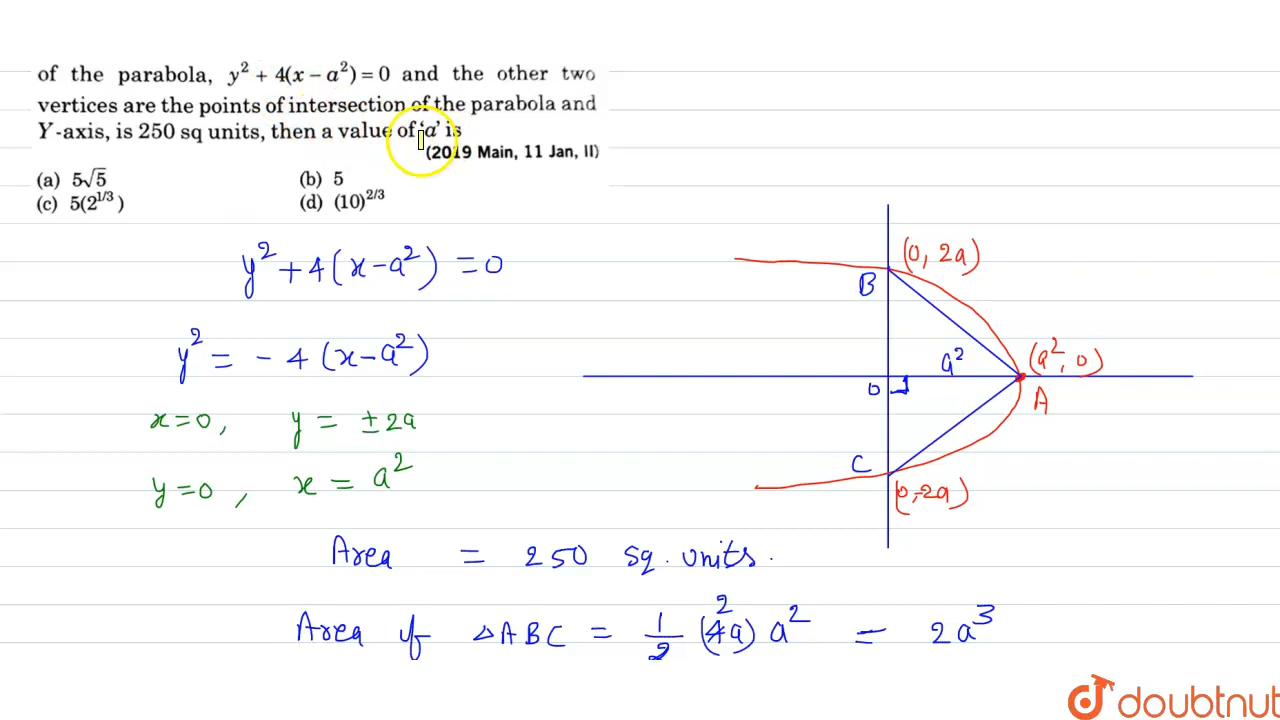 of the parabola, y² + 4(x − a²) = 0 and the other two
vertices are the points of intersection of the parabola and
Y-axis, is 250 sq units, then a value of 'a' is
(2019 Main, 11 Jan, II)
(a) 5√5 (b) 5
(c) 5(2^1/3) (d) (10)^2/3
y² + 4(x − a²) = 0
y² = − 4(x − a²)
x = 0, y = ± 2a
y = 0, x = a²
(0, 2a)
B
a² (a², 0)
O A
C
(0, −2a)
Area = 250 sq. units.
Area of △ABC = 1/2 (4a) a² = 2a³
2
doubtnut